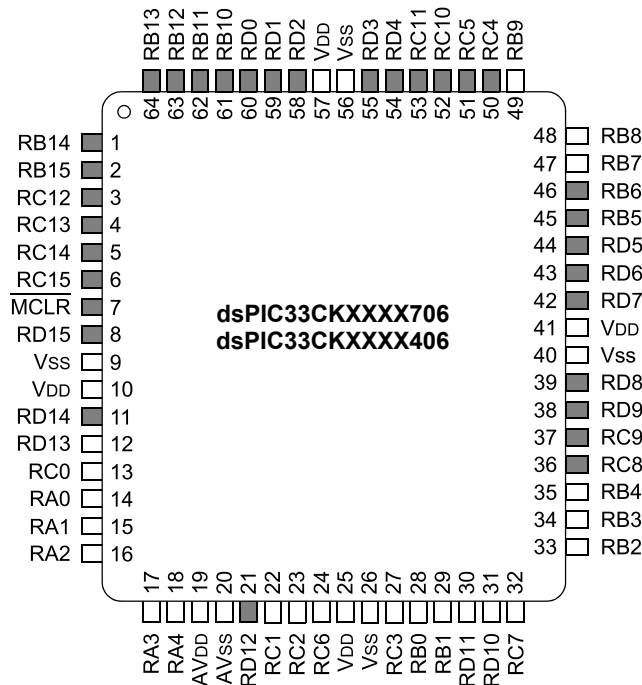 RB13 RB12 RB11 RB10 RD0 RD1 RD2 VDD VSS RD3 RD4 RC11 RC10 RC5 RC4 RB9
64 63 62 61 60 59 58 57 56 55 54 53 52 51 50 49
RB14 1
RB15 2
RC12 3
RC13 4
RC14 5
RC15 6
MCLR 7
RD15 8
VSS 9
VDD 10
RD14 11
RD13 12
RC0 13
RA0 14
RA1 15
RA2 16
dsPIC33CKXXXX706
dsPIC33CKXXXX406
48 RB8
47 RB7
46 RB6
45 RB5
44 RD5
43 RD6
42 RD7
41 VDD
40 Vss
39 RD8
38 RD9
37 RC9
36 RC8
35 RB4
34 RB3
33 RB2
17 18 19 20 21 22 23 24 25 26 27 28 29 30 31 32
RA3 RA4 AVDD AVSS RD12 RC1 RC2 RC6 VDD VSS RC3 RB0 RB1 RD11 RD10 RC7